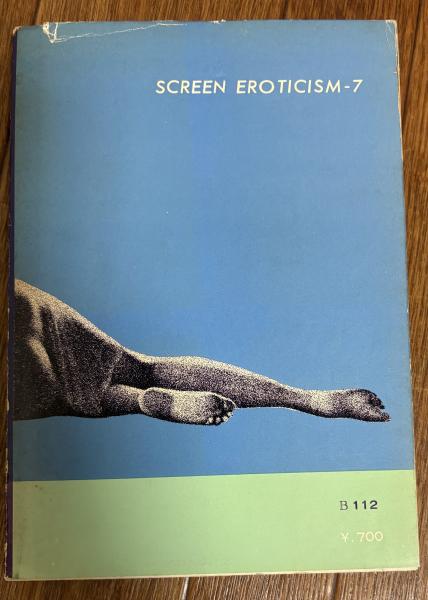 SCREEN EROTICISM-7
B 112
¥.700